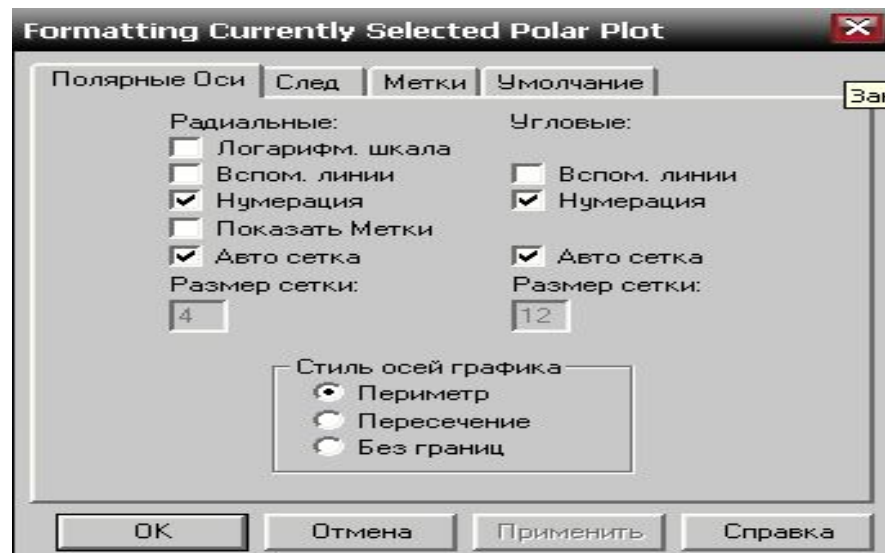 Formatting Currently Selected Polar Plot
Полярные Оси След Метки Умолчание
Радиальные: Угловые:
Логарифм. шкала
Вспом. линии Вспом. линии
Нумерация Нумерация
Показать Метки
Авто сетка Авто сетка
Размер сетки: Размер сетки:
4 12
Стиль осей графика
Периметр
Пересечение
Без границ
OK Отмена Применить Справка